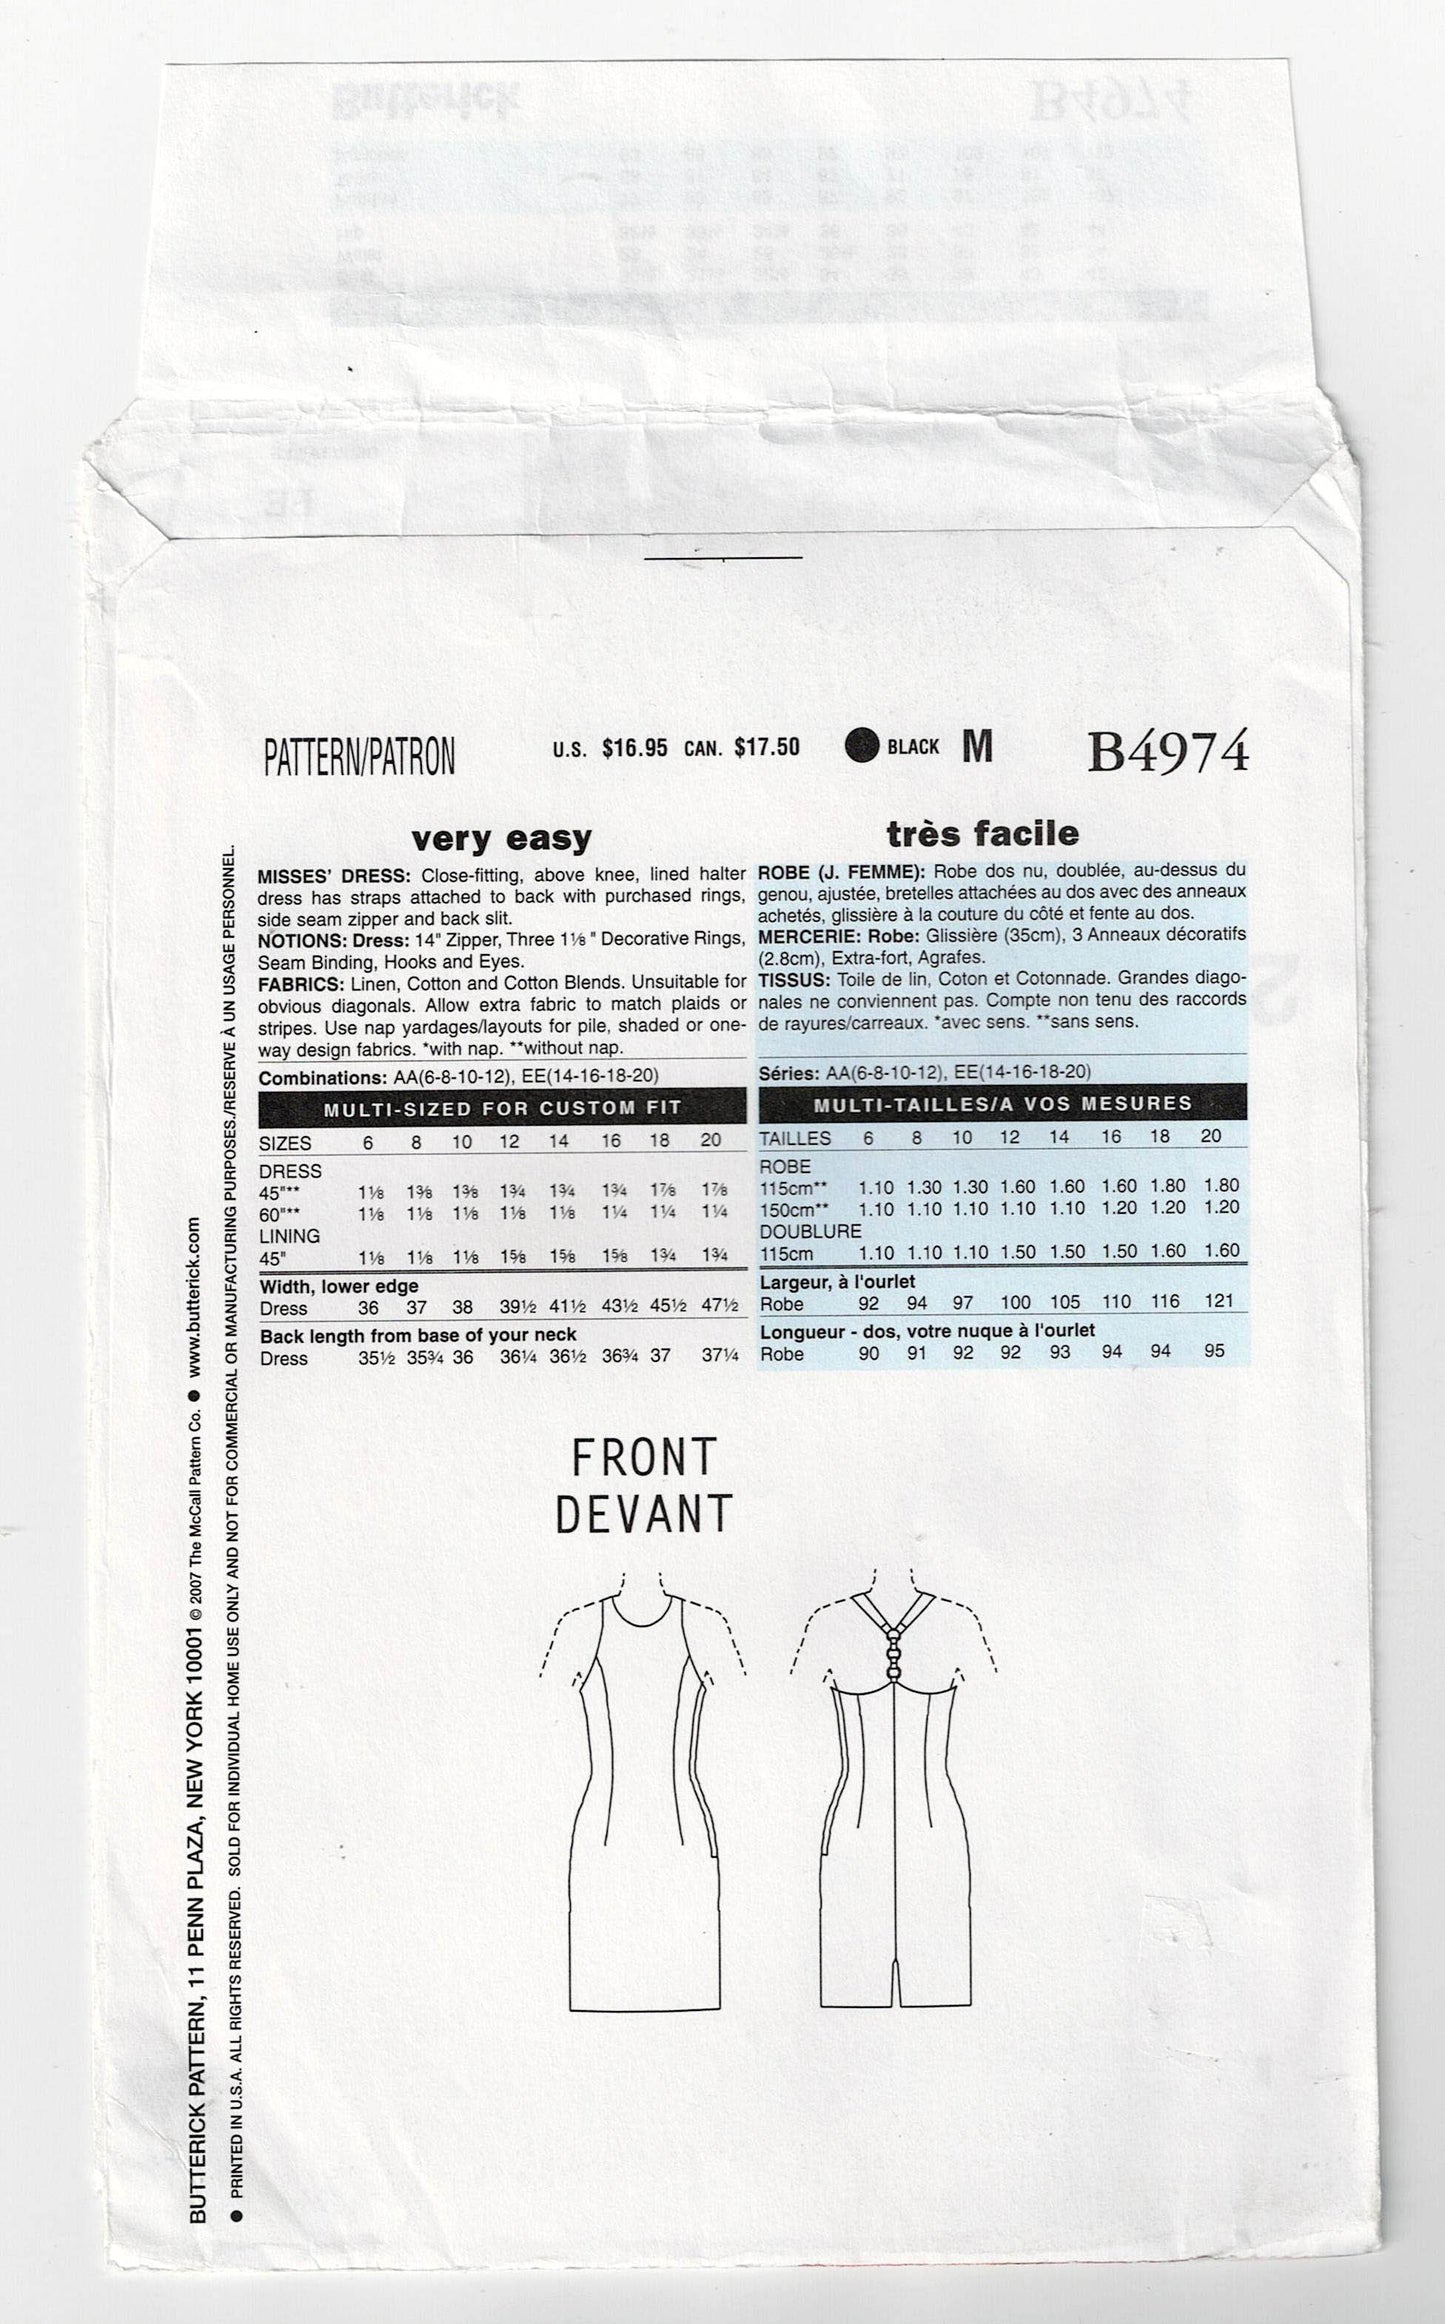 PATTERN/PATRON
U.S. $16.95 CAN. $17.50
● BLACK M
B4974
very easy
MISSES' DRESS: Close-fitting, above knee, lined halter
dress has straps attached to back with purchased rings,
side seam zipper and back slit.
NOTIONS: Dress: 14" Zipper, Three 1⅛ " Decorative Rings,
Seam Binding, Hooks and Eyes.
FABRICS: Linen, Cotton and Cotton Blends. Unsuitable for
obvious diagonals. Allow extra fabric to match plaids or
stripes. Use nap yardages/layouts for pile, shaded or one-
way design fabrics. *with nap. **without nap.
Combinations: AA(6-8-10-12), EE(14-16-18-20)
MULTI-SIZED FOR CUSTOM FIT
SIZES 6 8 10 12 14 16 18 20
DRESS
45"** 1⅛ 1⅜ 1⅜ 1¾ 1¾ 1¾ 1⅞ 1⅞
60"** 1⅛ 1⅛ 1⅛ 1⅛ 1⅛ 1¼ 1¼ 1¼
LINING
45" 1⅛ 1⅛ 1⅛ 1⅝ 1⅝ 1⅝ 1¾ 1¾
Width, lower edge
Dress 36 37 38 39½ 41½ 43½ 45½ 47½
Back length from base of your neck
Dress 35½ 35¾ 36 36¼ 36½ 36¾ 37 37¼
très facile
ROBE (J. FEMME): Robe dos nu, doublée, au-dessus du
genou, ajustée, bretelles attachées au dos avec des anneaux
achetés, glissière à la couture du côté et fente au dos.
MERCERIE: Robe: Glissière (35cm), 3 Anneaux décoratifs
(2.8cm), Extra-fort, Agrafes.
TISSUS: Toile de lin, Coton et Cotonnade. Grandes diago-
nales ne conviennent pas. Compte non tenu des raccords
de rayures/carreaux. *avec sens. **sans sens.
Séries: AA(6-8-10-12), EE(14-16-18-20)
MULTI-TAILLES/A VOS MESURES
TAILLES 6 8 10 12 14 16 18 20
ROBE
115cm** 1.10 1.30 1.30 1.60 1.60 1.60 1.80 1.80
150cm** 1.10 1.10 1.10 1.10 1.10 1.20 1.20 1.20
DOUBLURE
115cm 1.10 1.10 1.10 1.50 1.50 1.50 1.60 1.60
Largeur, à l'ourlet
Robe 92 94 97 100 105 110 116 121
Longueur - dos, votre nuque à l'ourlet
Robe 90 91 92 92 93 94 94 95
FRONT
DEVANT
BUTTERICK PATTERN, 11 PENN PLAZA, NEW YORK 10001 © 2007 The McCall Pattern Co. ● www.butterick.com
● PRINTED IN U.S.A. ALL RIGHTS RESERVED. SOLD FOR INDIVIDUAL HOME USE ONLY AND NOT FOR COMMERCIAL OR MANUFACTURING PURPOSES./RESERVE À UN USAGE PERSONNEL.